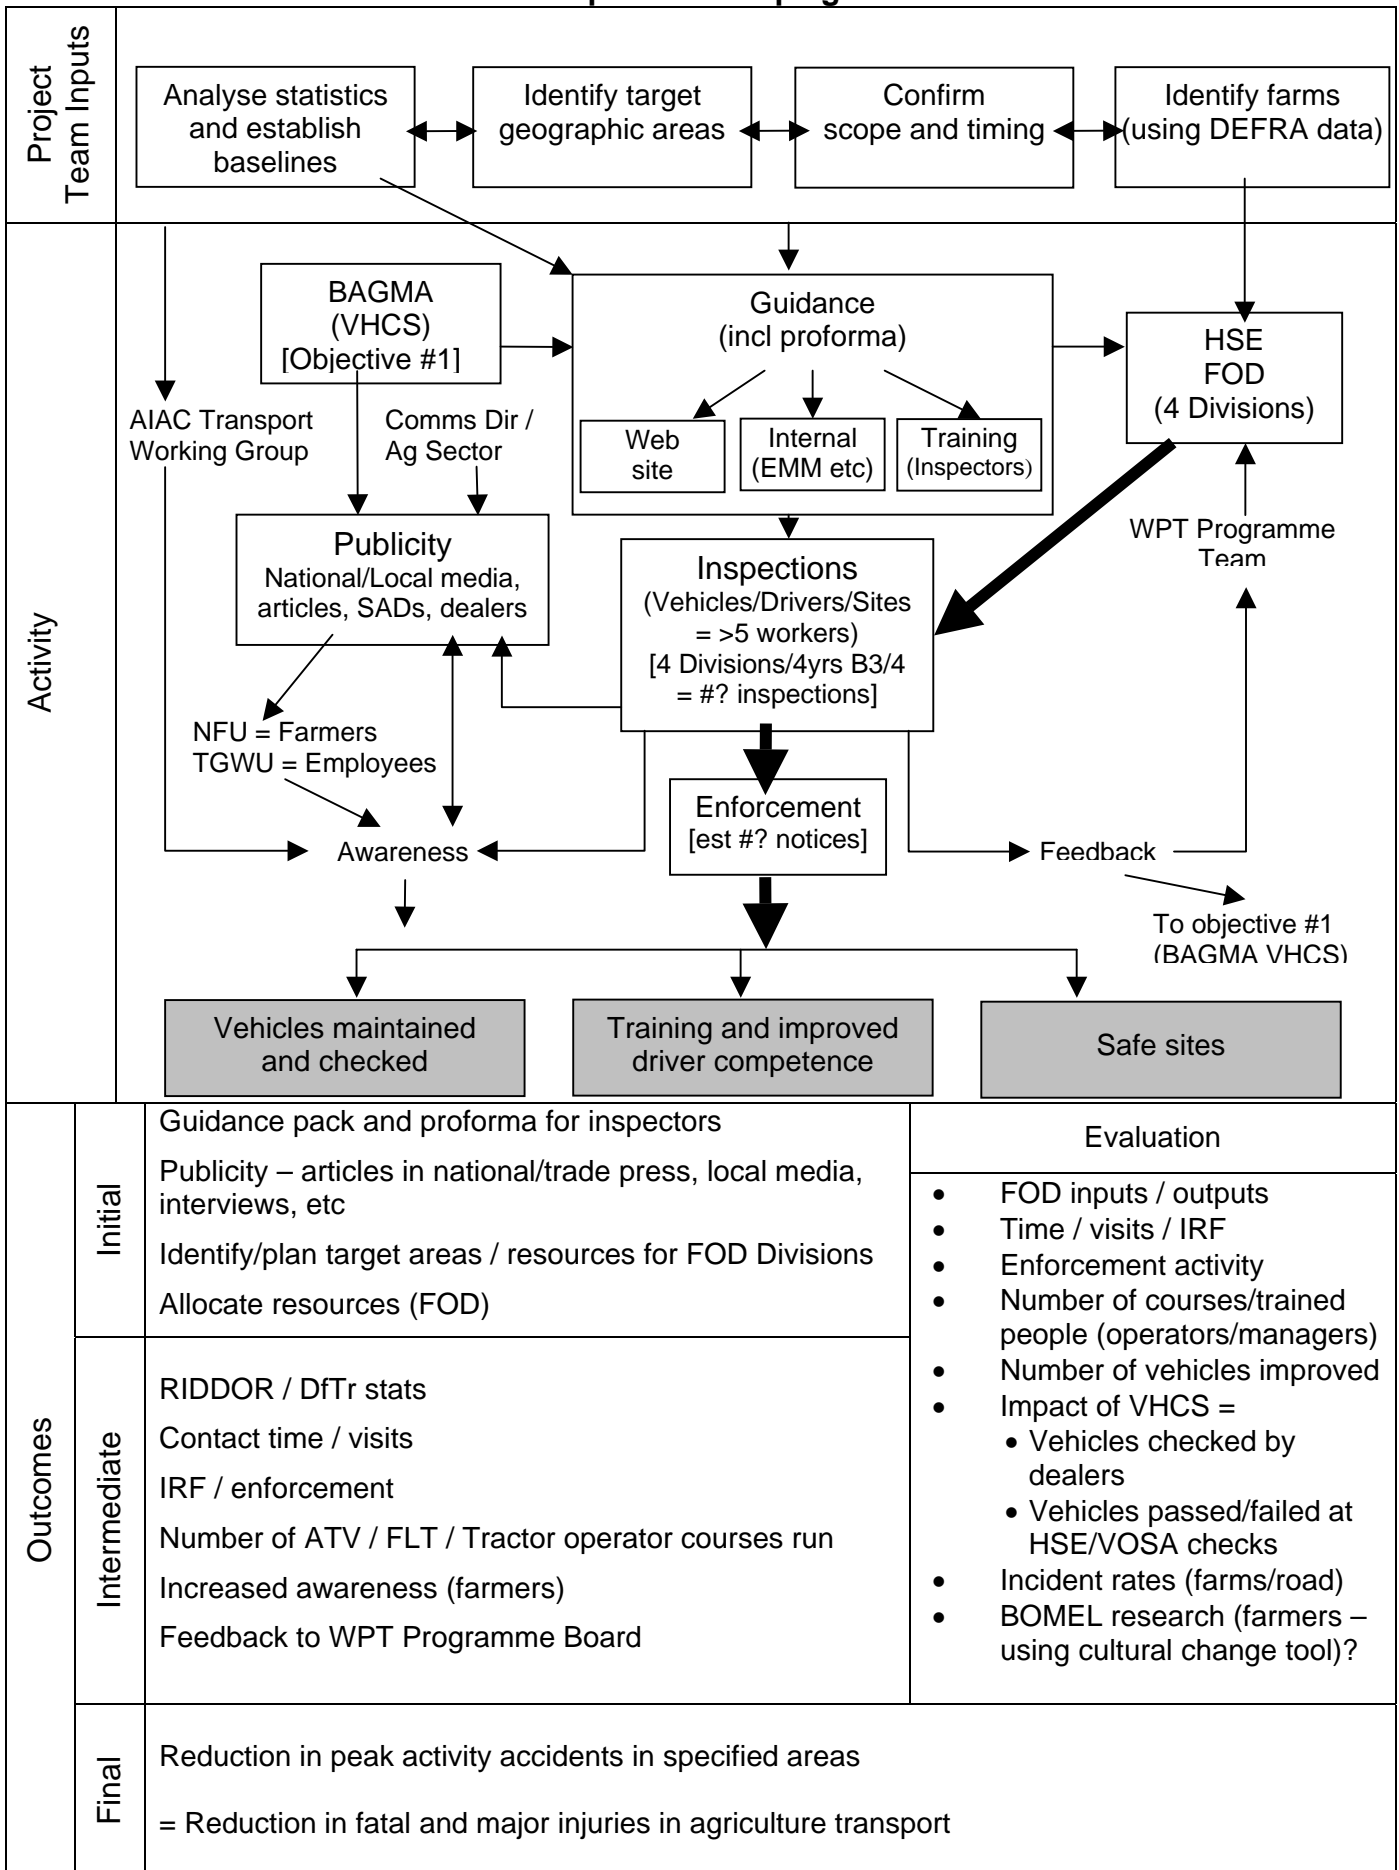 Project
Team Inputs
Analyse statistics
and establish
baselines
Identify target
geographic areas
Confirm
scope and timing
Identify farms
(using DEFRA data)
Activity
BAGMA
(VHCS)
[Objective #1]
Guidance
(incl proforma)
Web
site
Internal
(EMM etc)
Training
(Inspectors)
HSE
FOD
(4 Divisions)
AIAC Transport
Working Group
Comms Dir /
Ag Sector
Publicity
National/Local media,
articles, SADs, dealers
Inspections
(Vehicles/Drivers/Sites
= >5 workers)
[4 Divisions/4yrs B3/4
= #? inspections]
WPT Programme
Team
NFU = Farmers
TGWU = Employees
Enforcement
[est #? notices]
Awareness
Feedback
To objective #1
(BAGMA VHCS)
Vehicles maintained
and checked
Training and improved
driver competence
Safe sites
Outcomes
Initial
Guidance pack and proforma for inspectors
Publicity – articles in national/trade press, local media,
interviews, etc
Identify/plan target areas / resources for FOD Divisions
Allocate resources (FOD)
Intermediate
RIDDOR / DfTr stats
Contact time / visits
IRF / enforcement
Number of ATV / FLT / Tractor operator courses run
Increased awareness (farmers)
Feedback to WPT Programme Board
Evaluation
• FOD inputs / outputs
• Time / visits / IRF
• Enforcement activity
• Number of courses/trained
people (operators/managers)
• Number of vehicles improved
• Impact of VHCS =
• Vehicles checked by
dealers
• Vehicles passed/failed at
HSE/VOSA checks
• Incident rates (farms/road)
• BOMEL research (farmers –
using cultural change tool)?
Final
Reduction in peak activity accidents in specified areas
= Reduction in fatal and major injuries in agriculture transport